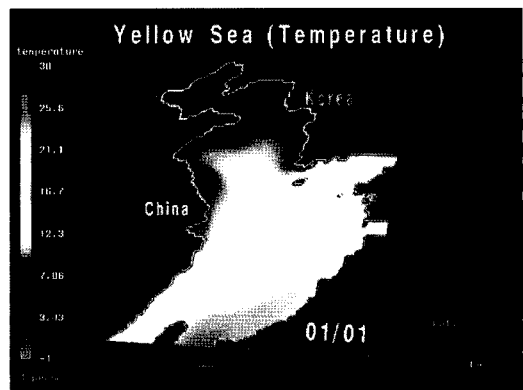 Yellow Sea (Temperature)
temperature
30
25.6
21.1
16.7
12.3
7.86
3.43
-1
Korea
China
01/01